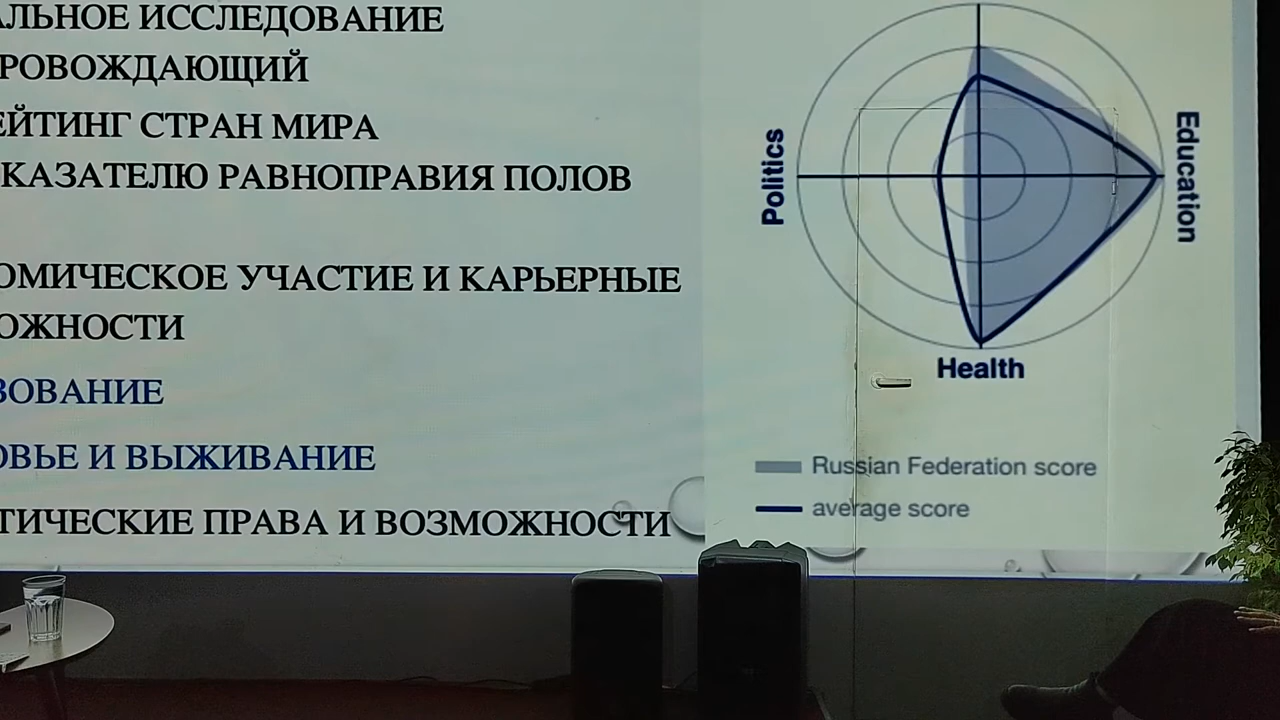 АЛЬНОЕ ИССЛЕДОВАНИЕ
РОВОЖДАЮЩИЙ
ЕЙТИНГ СТРАН МИРА
КАЗАТЕЛЮ РАВНОПРАВИЯ ПОЛОВ
ОМИЧЕСКОЕ УЧАСТИЕ И КАРЬЕРНЫЕ
ОЖНОСТИ
ЗОВАНИЕ
ОВЬЕ И ВЫЖИВАНИЕ
ТИЧЕСКИЕ ПРАВА И ВОЗМОЖНОСТИ
Politics
Education
Health
Russian Federation score
average score